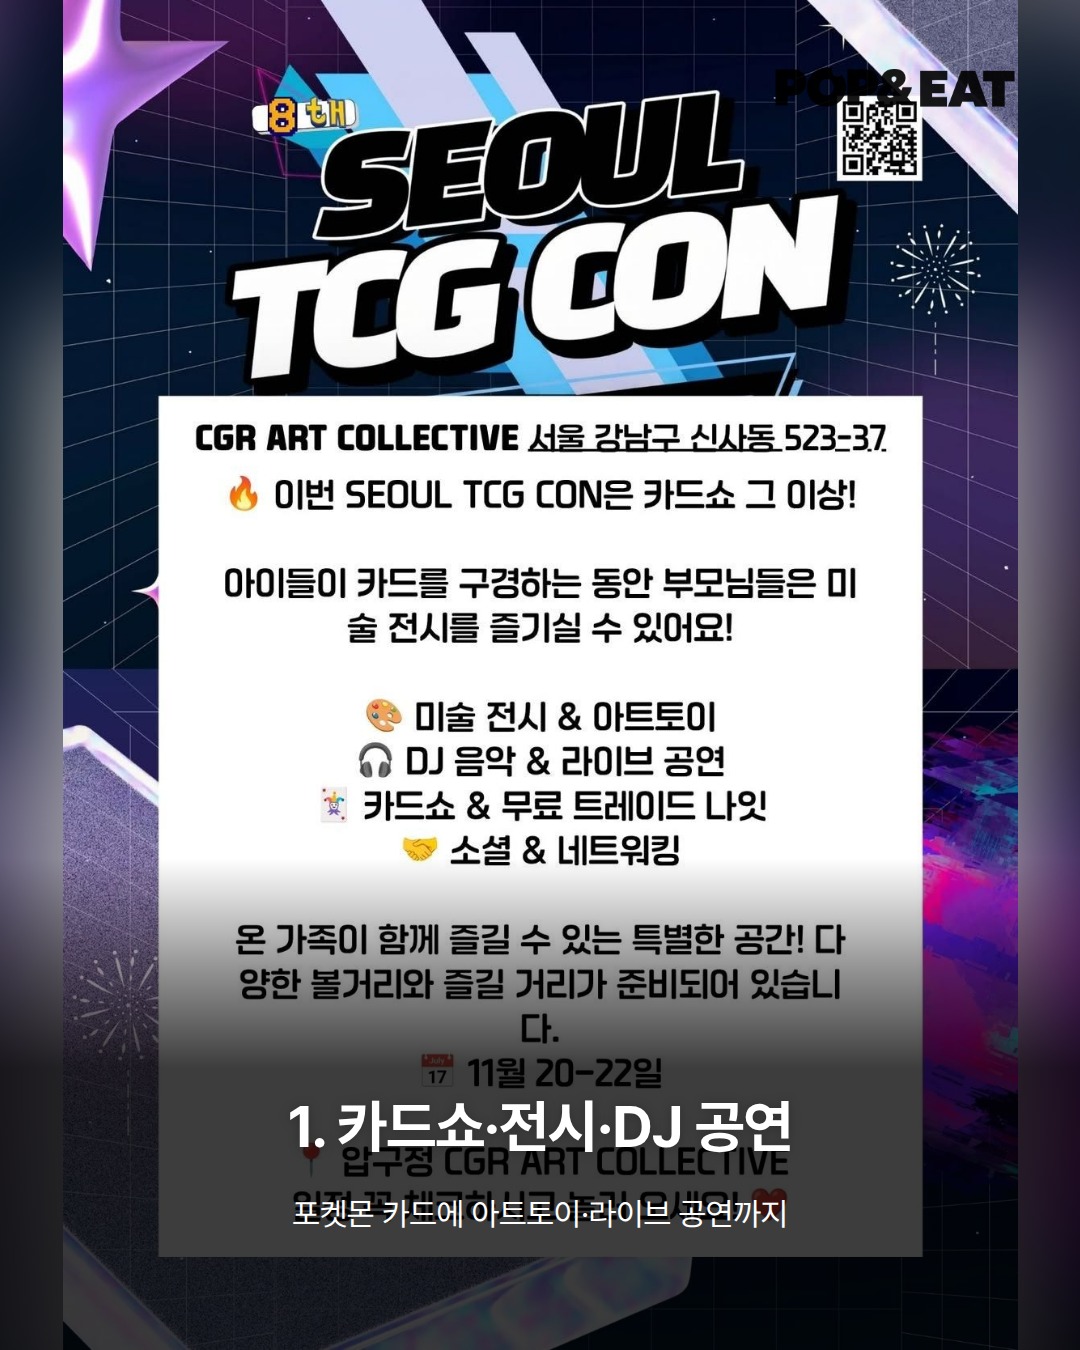 POP&EAT
8th
SEOUL
TCG CON
CGR ART COLLECTIVE 서울 강남구 신사동 523-37
🔥 이번 SEOUL TCG CON은 카드쇼 그 이상!
아이들이 카드를 구경하는 동안 부모님들은 미
술 전시를 즐기실 수 있어요!
🎨 미술 전시 & 아트토이
🎧 DJ 음악 & 라이브 공연
🃏 카드쇼 & 무료 트레이드 나잇
🤝 소셜 & 네트워킹
온 가족이 함께 즐길 수 있는 특별한 공간! 다
양한 볼거리와 즐길 거리가 준비되어 있습니
다.
📅 11월 20-22일
1. 카드쇼·전시·DJ 공연
📍 압구정 CGR ART COLLECTIVE
포켓몬 카드에 아트토이·라이브 공연까지